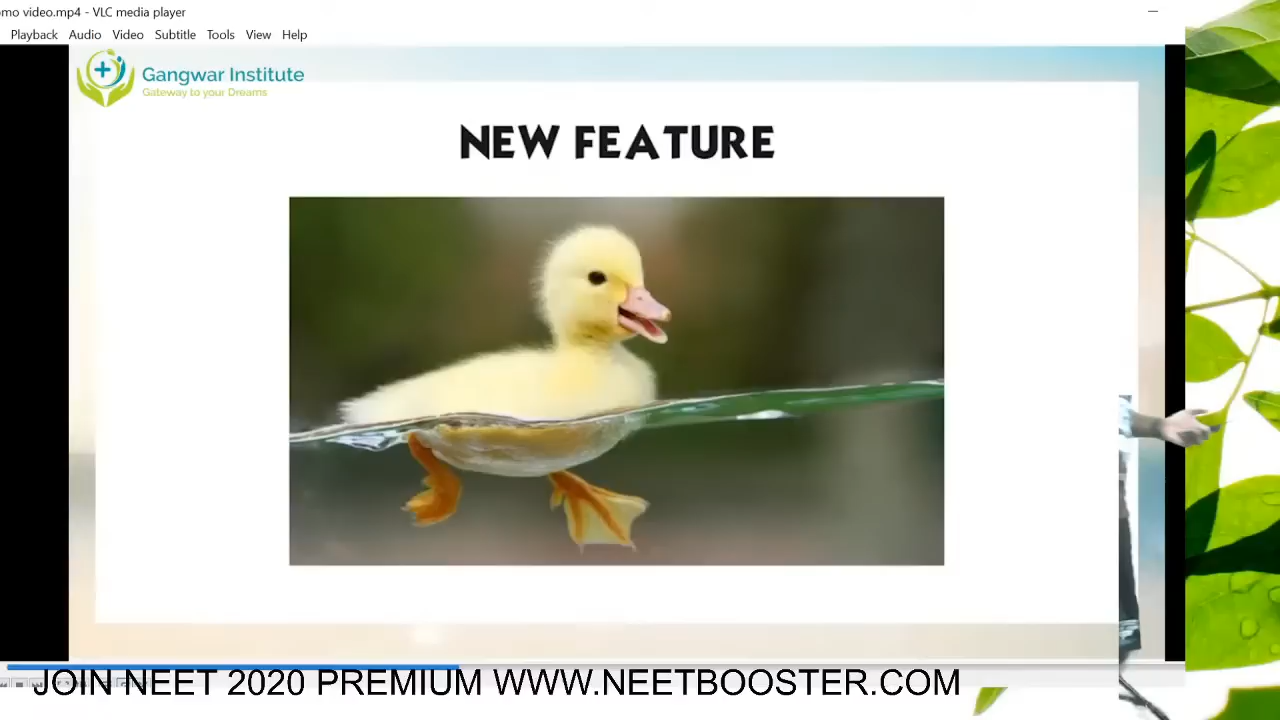 omo video.mp4 - VLC media player
Playback Audio Video Subtitle Tools View Help
Gangwar Institute
Gateway to your Dreams
NEW FEATURE
JOIN NEET 2020 PREMIUM WWW.NEETBOOSTER.COM